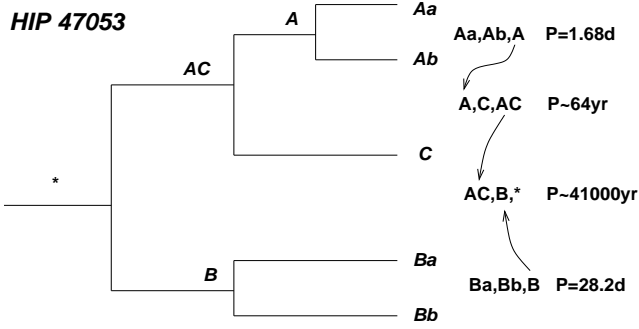 HIP 47053
A
Aa
Aa,Ab,A P=1.68d
Ab
AC
A,C,AC P~64yr
C
*
AC,B,* P~41000yr
B
Ba
Ba,Bb,B P=28.2d
Bb